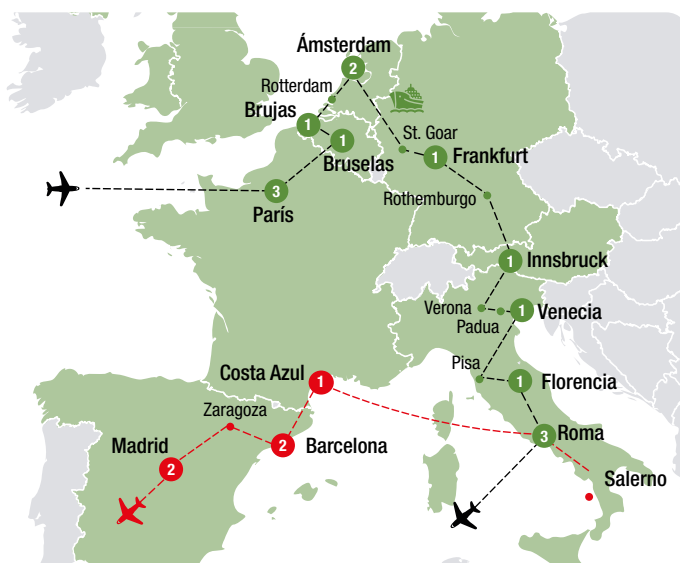 Ámsterdam
2
Rotterdam
Brujas
1
1
Bruselas
St. Goar
1
Frankfurt
3
París
Rothemburgo
1
Innsbruck
Verona
Padua
1
Venecia
Pisa
1
Florencia
Costa Azul
1
Zaragoza
Madrid
2
2
Barcelona
3
Roma
Salerno